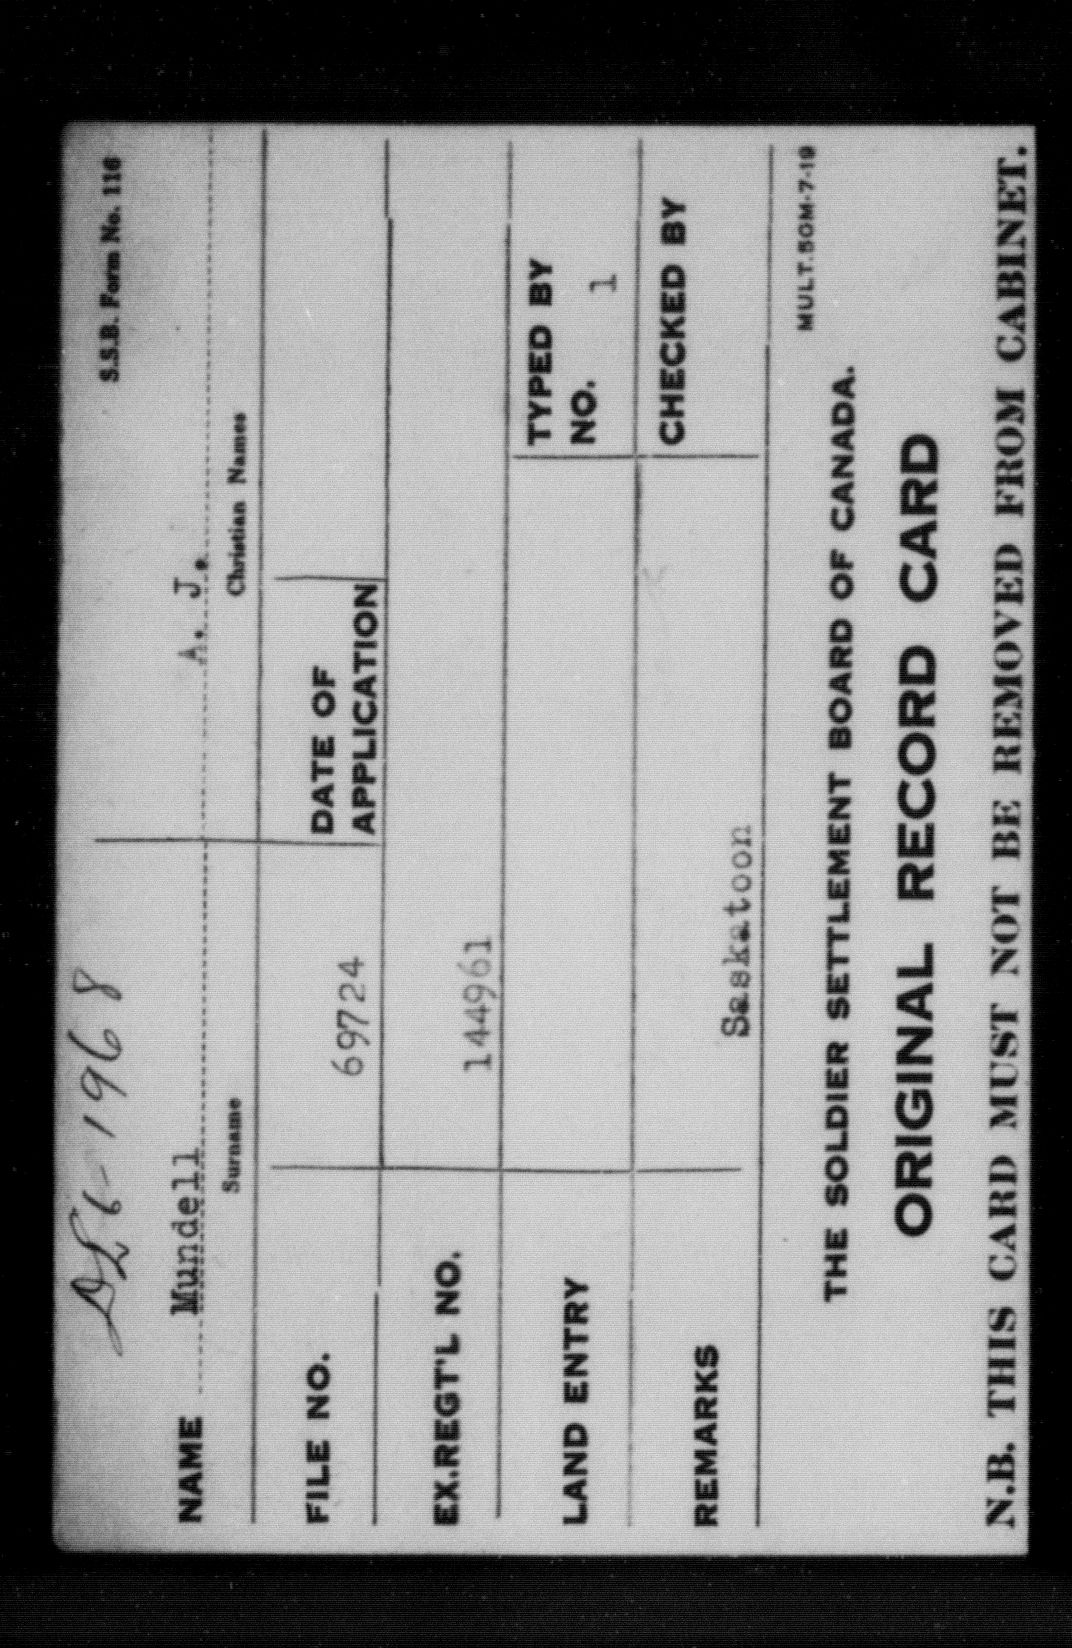 S.S.B. Form No. 116
6-1968
NAME Mundell A. J.
Surname Christian Names
FILE NO. 69724 DATE OF APPLICATION
EX.REGT'L NO. 144961
LAND ENTRY TYPED BY NO. 1
REMARKS Saskatoon CHECKED BY
MULT.50M-7-19
THE SOLDIER SETTLEMENT BOARD OF CANADA.
ORIGINAL RECORD CARD
N.B. THIS CARD MUST NOT BE REMOVED FROM CABINET.